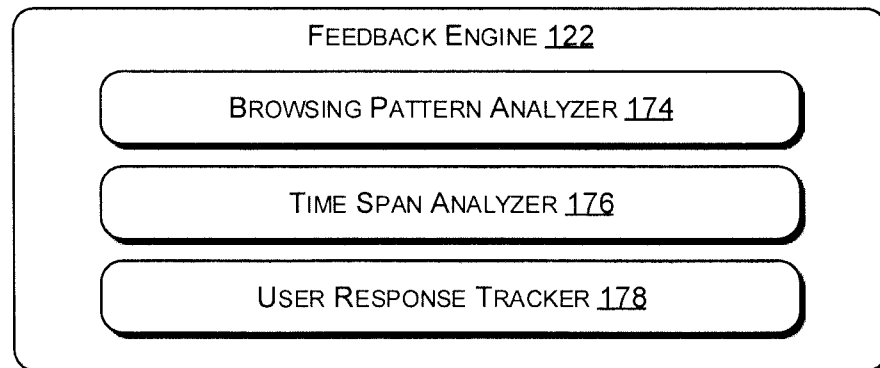 FEEDBACK ENGINE 122
BROWSING PATTERN ANALYZER 174
TIME SPAN ANALYZER 176
USER RESPONSE TRACKER 178